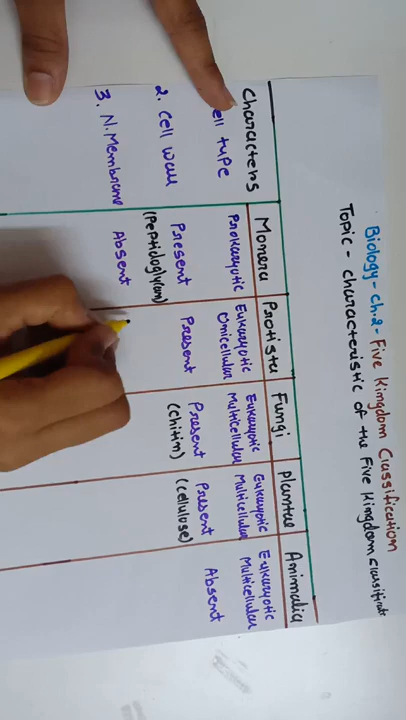 Biology - Ch.2 - Five Kingdom Classification
Topic - Characteristic of the Five Kingdom Classificate
Characters Monera Protista Fungi Plantae Animalia
ell type Prokaryotic Eukaryotic Eukaryotic Eukaryotic Eukaryotic
Unicellular Multicellular Multicellular Multicellular
2. Cell wall Present Present Present Present Absent
(Peptidoglycan) (Chitin) (cellulose)
3. N.Membrane Absent